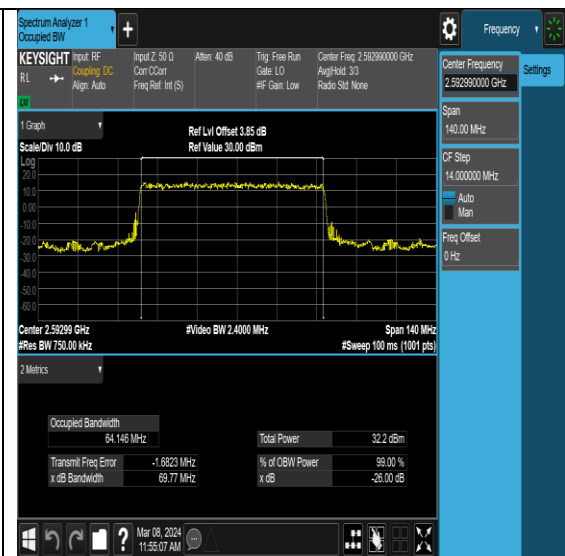 Spectrum Analyzer 1
Occupied BW
+
Frequency
KEYSIGHT
RL
LXI
Input: RF
Coupling: DC
Align: Auto
Input Z: 50 Ω
Corr CCorr
Freq Ref: Int (S)
Atten: 40 dB
Trig: Free Run
Gate: LO
#IF Gain: Low
Center Freq: 2.592990000 GHz
Avg|Hold: 3/3
Radio Std: None
Center Frequency
2.592990000 GHz
Settings
Span
140.00 MHz
CF Step
14.000000 MHz
Auto
Man
Freq Offset
0 Hz
1 Graph
Scale/Div 10.0 dB
Ref Lvl Offset 3.85 dB
Ref Value 30.00 dBm
Log
20.0
10.0
0.00
-10.0
-20.0
-30.0
-40.0
-50.0
-60.0
Center 2.59299 GHz
#Res BW 750.00 kHz
#Video BW 2.4000 MHz
Span 140 MHz
#Sweep 100 ms (1001 pts)
2 Metrics
Occupied Bandwidth
64.146 MHz
Total Power 32.2 dBm
Transmit Freq Error -1.6823 MHz
% of OBW Power 99.00 %
x dB Bandwidth 69.77 MHz
x dB -26.00 dB
?
Mar 08, 2024
11:55:07 AM